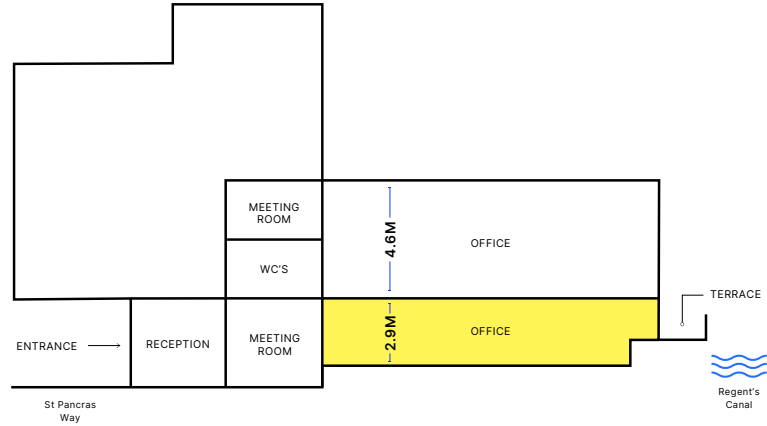 MEETING
ROOM
4.6M
OFFICE
WC'S
TERRACE
ENTRANCE
RECEPTION
MEETING
ROOM
2.9M
OFFICE
St Pancras
Way
Regent's
Canal